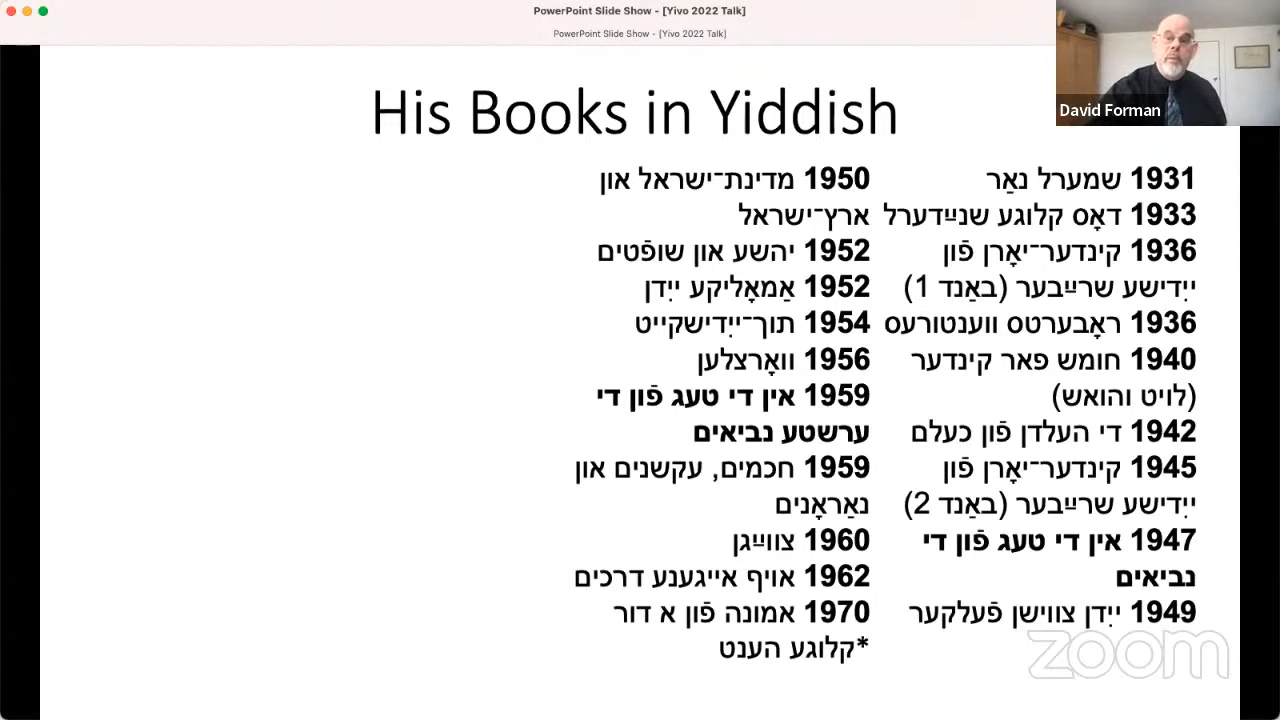 PowerPoint Slide Show - [Yivo 2022 Talk]
PowerPoint Slide Show - [Yivo 2022 Talk]
David Forman
His Books in Yiddish
1931 שמערל נאַר
1933 דאָס קלוגע שנײַדערל
1936 קינדער־יאָרן פֿון
ייִדישע שרײַבער (באַנד 1)
1936 ראָבערטס ווענטורעס
1940 חומש פאר קינדער
(לויט והואש)
1942 די העלדן פֿון כעלם
1945 קינדער־יאָרן פֿון
ייִדישע שרײַבער (באַנד 2)
1947 אין די טעג פֿון די
נביאים
1949 ייִדן צווישן פֿעלקער
1950 מדינת־ישראל און
ארץ־ישראל
1952 יהשע און שופֿטים
1952 אַמאָליקע ייִדן
1954 תוך־ייִדישקייט
1956 וואָרצלען
1959 אין די טעג פֿון די
ערשטע נביאים
1959 חכמים, עקשנים און
נאַראָנים
1960 צווײַגן
1962 אויף אייגענע דרכים
1970 אמונה פֿון א דור
*קלוגע הענט
zoom